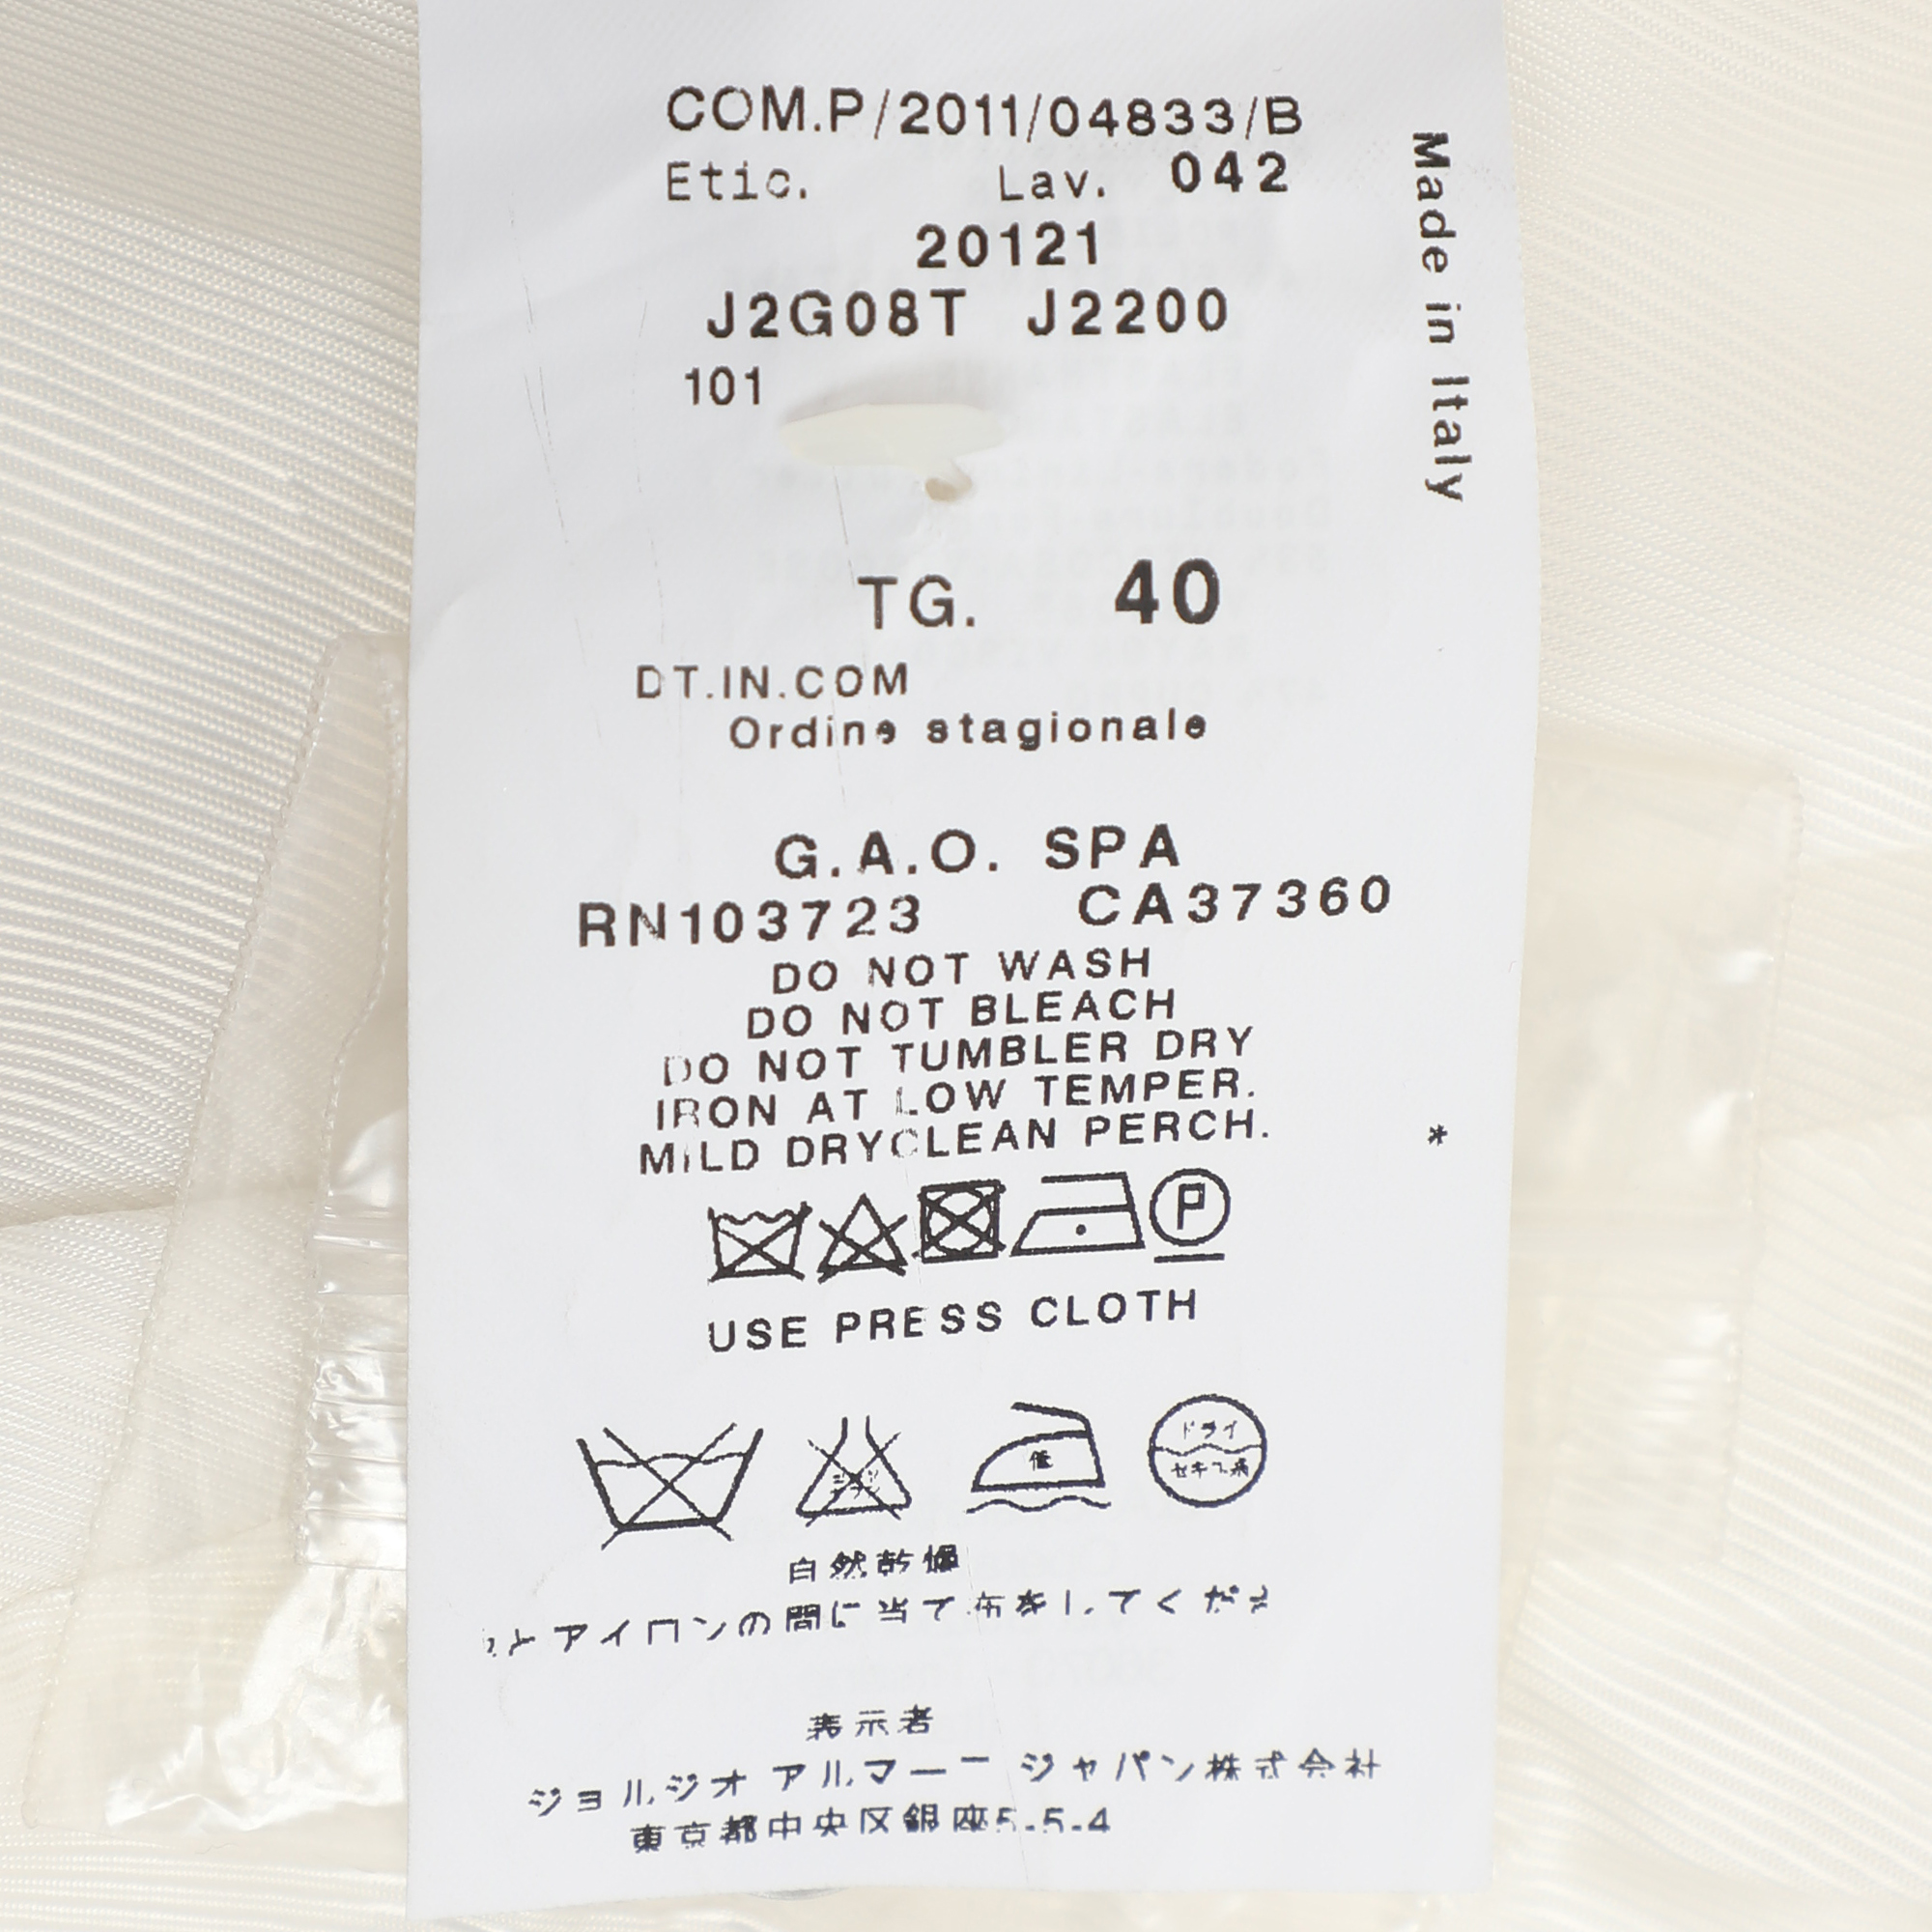 COM.P/2011/04833/B
Etic. Lav. 042
20121
J2G08T J2200
101
Made in Italy
TG. 40
DT.IN.COM
Ordine stagionale
G.A.O. SPA
RN103723 CA37360
DO NOT WASH
DO NOT BLEACH
DO NOT TUMBLER DRY
IRON AT LOW TEMPER.
MILD DRYCLEAN PERCH.
*
P
USE PRESS CLOTH
低 ドライ
自然乾燥
とアイロンの間に当て布をしてくださ
表示者
ジョルジオ アルマーニ ジャパン株式会社
東京都中央区銀座5-5-4